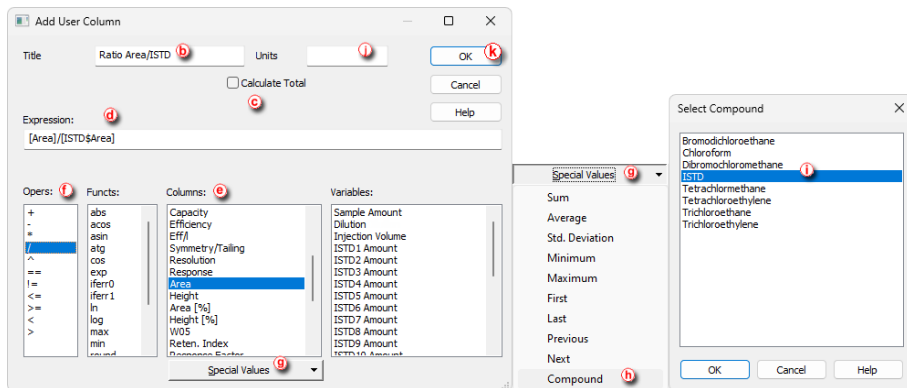 Add User Column
Title
Ratio Area/ISTD
b
Units
j
OK
k
Calculate Total
c
Cancel
Help
Expression:
d
[Area]/[ISTD$Area]
Opers:
f
+
-
*
/
^
==
!=
<=
>=
<
>
Functs:
abs
acos
asin
atg
cos
exp
iferr0
iferr1
ln
log
max
min
round
Columns:
e
Capacity
Efficiency
Eff/l
Symmetry/Tailing
Resolution
Response
Area
Height
Area [%]
Height [%]
W05
Reten. Index
Response Factor
Variables:
Sample Amount
Dilution
Injection Volume
ISTD1 Amount
ISTD2 Amount
ISTD3 Amount
ISTD4 Amount
ISTD5 Amount
ISTD6 Amount
ISTD7 Amount
ISTD8 Amount
ISTD9 Amount
ISTD10 Amount
Special Values
g
Special Values
g
Sum
Average
Std. Deviation
Minimum
Maximum
First
Last
Previous
Next
Compound
h
Select Compound
Bromodichloroethane
Chloroform
Dibromochloromethane
ISTD
i
Tetrachlormethane
Tetrachloroethylene
Trichloroethane
Trichloroethylene
OK
Cancel
Help